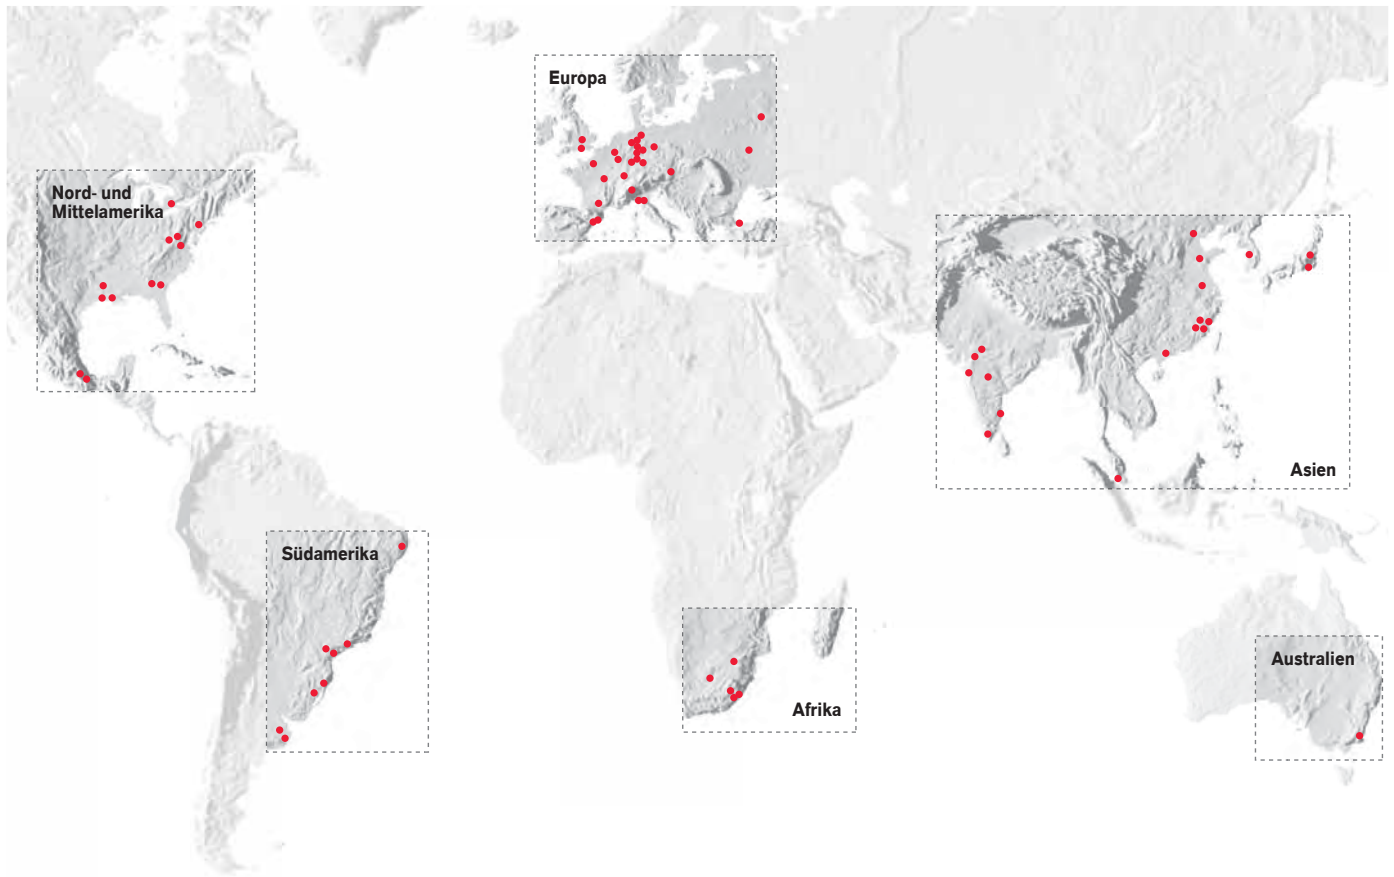 Europa
Nord- und
Mittelamerika
Asien
Südamerika
Australien
Afrika